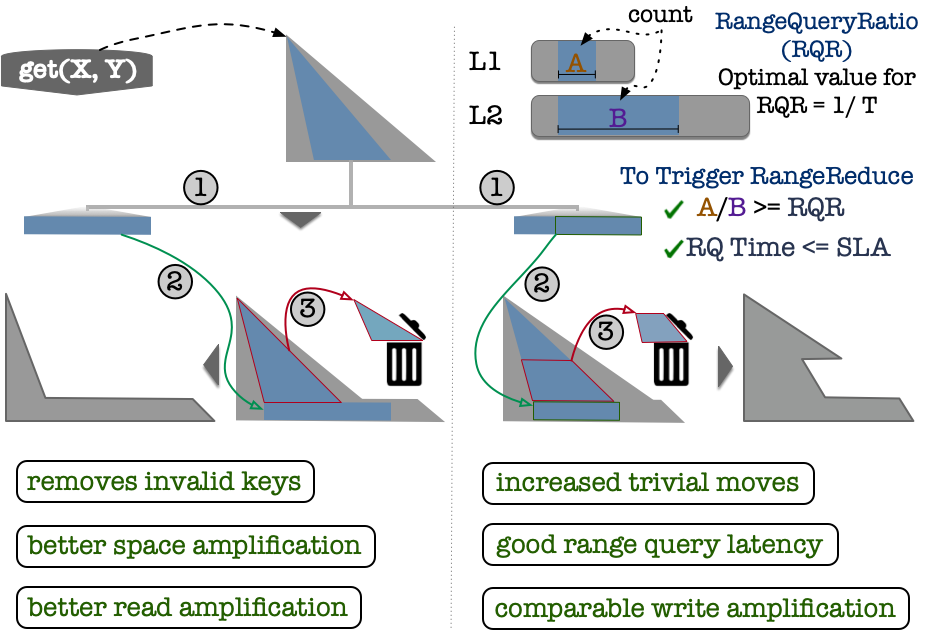 get(X, Y)
count
L1
A
L2
B
RangeQueryRatio
(RQR)
Optimal value for
RQR = 1/ T
To Trigger RangeReduce
A/B >= RQR
RQ Time <= SLA
1
1
2
3
2
3
removes invalid keys
better space amplification
better read amplification
increased trivial moves
good range query latency
comparable write amplification